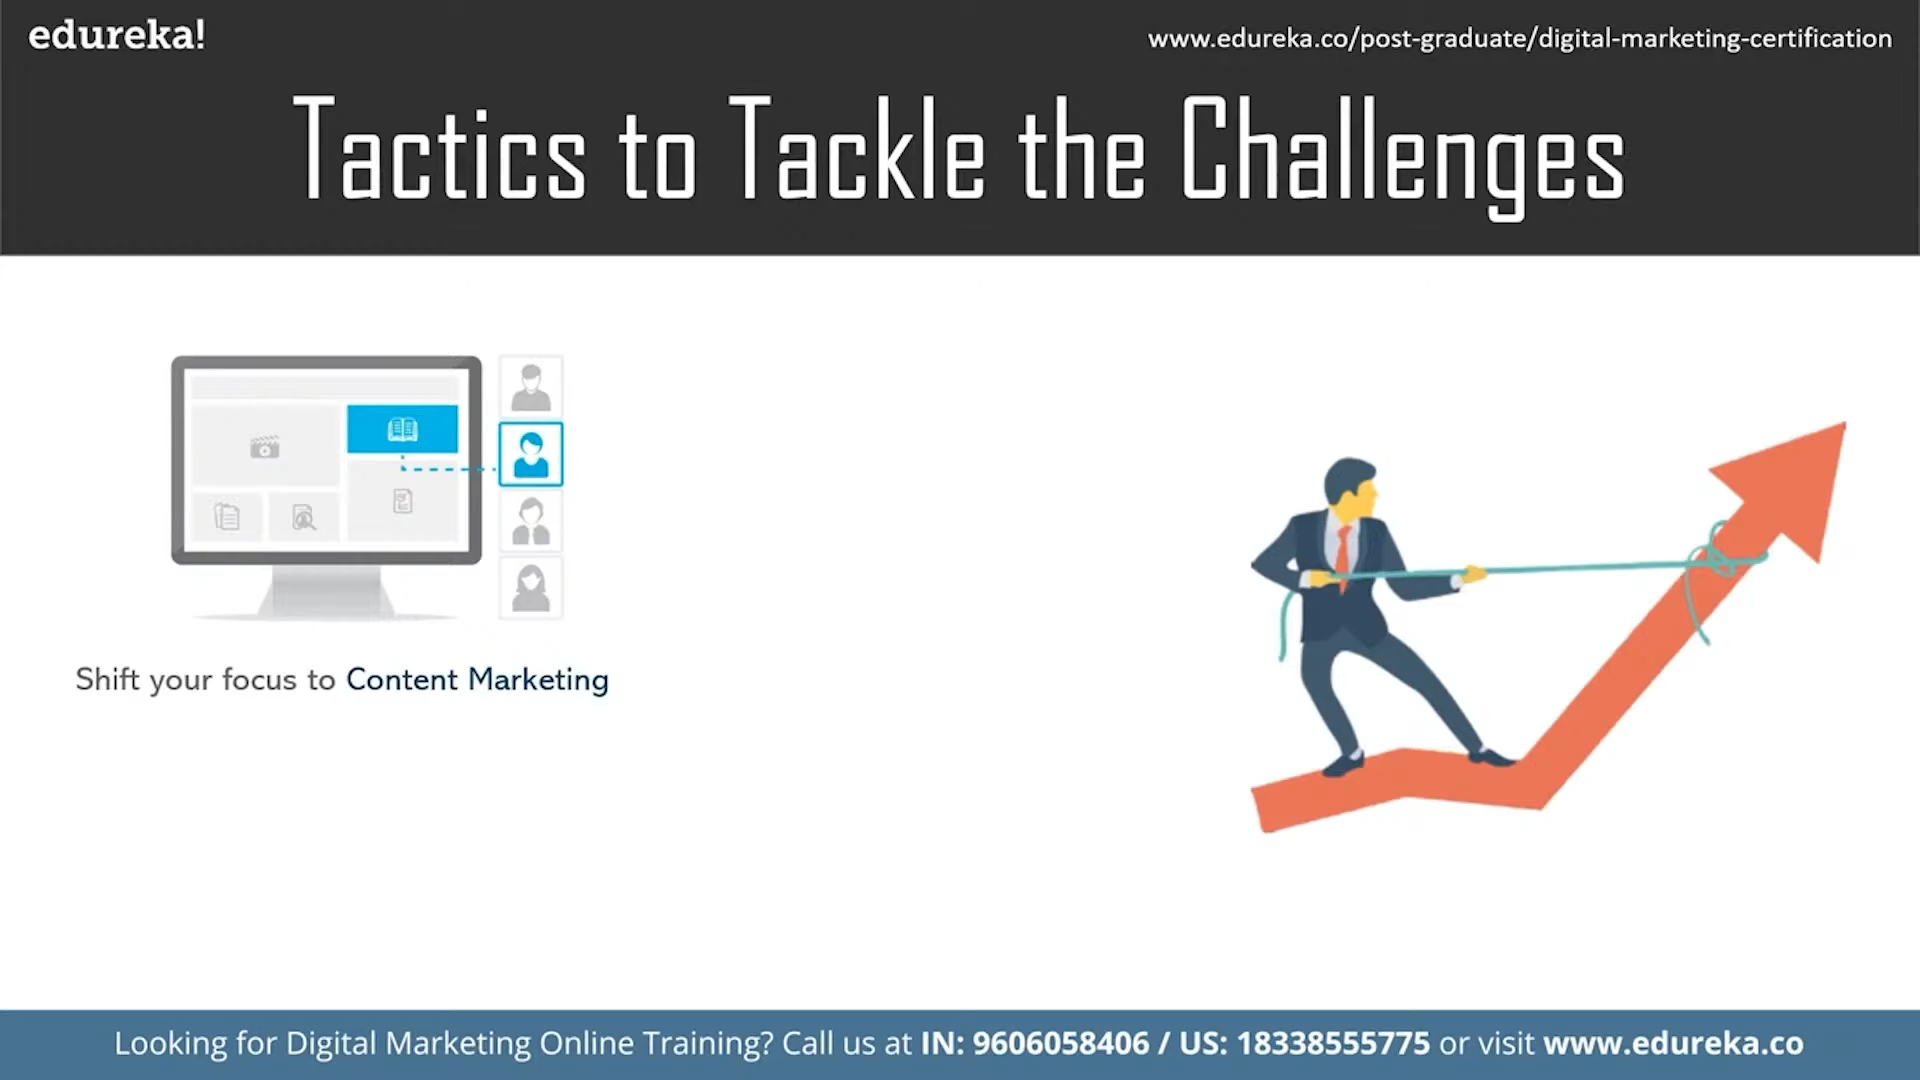 edureka!
www.edureka.co/post-graduate/digital-marketing-certification
Tactics to Tackle the Challenges
Shift your focus to Content Marketing
Looking for Digital Marketing Online Training? Call us at IN: 9606058406 / US: 18338555775 or visit www.edureka.co